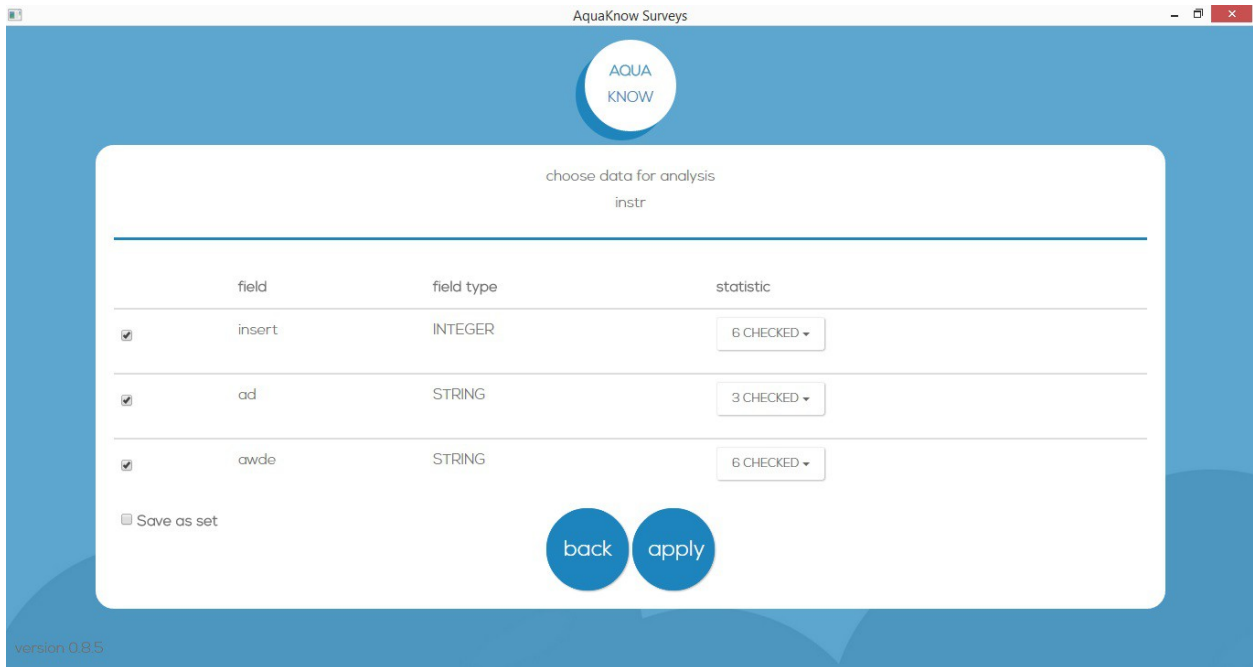 AquaKnow Surveys
AQUA
KNOW
choose data for analysis
instr
field field type statistic
insert INTEGER 6 CHECKED
ad STRING 3 CHECKED
awde STRING 6 CHECKED
Save as set
back apply
version 0.8.5